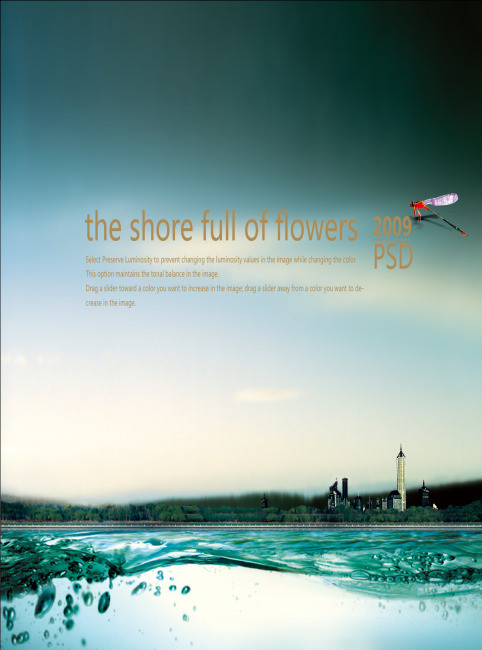 the shore full of flowers 2009
PSD
Select Preserve Luminosity to prevent changing the luminosity values in the image while changing the color.
This option maintains the tonal balance in the image.
Drag a slider toward a color you want to increase in the image; drag a slider away from a color you want to de-
crease in the image.